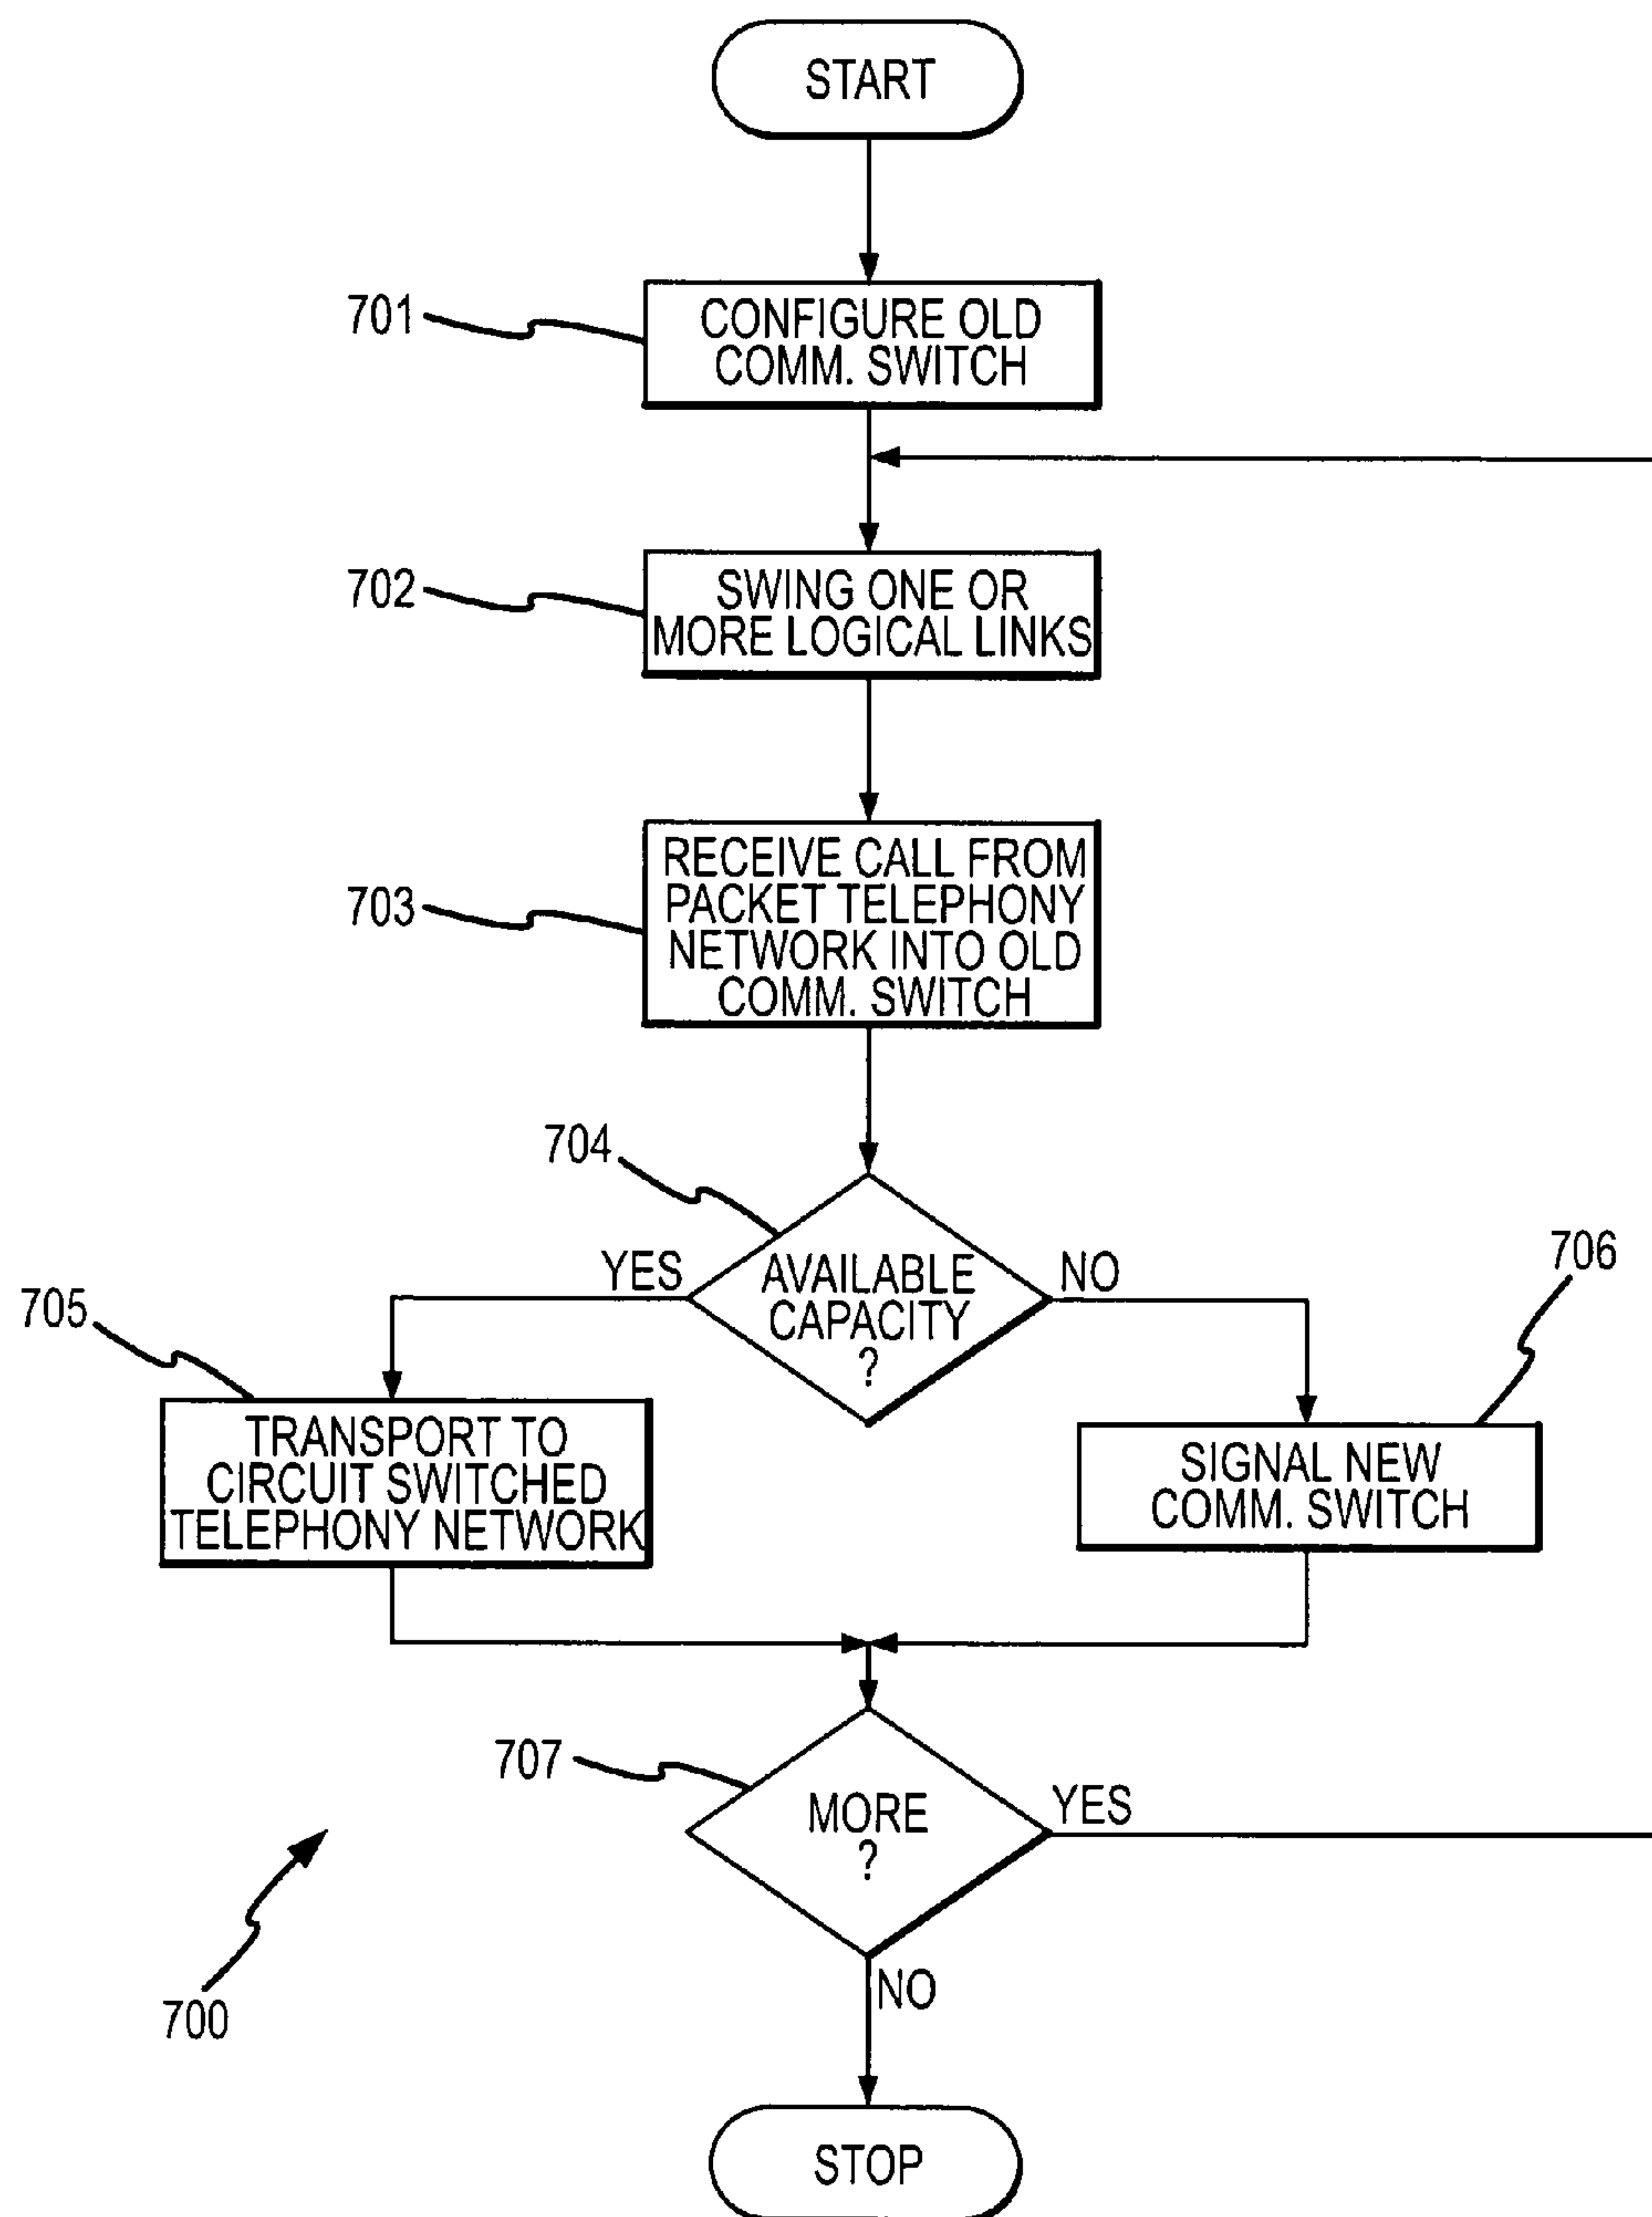 START
701
CONFIGURE OLD
COMM. SWITCH
702
SWING ONE OR
MORE LOGICAL LINKS
703
RECEIVE CALL FROM
PACKET TELEPHONY
NETWORK INTO OLD
COMM. SWITCH
704
YES
AVAILABLE
CAPACITY
?
NO
705
TRANSPORT TO
CIRCUIT SWITCHED
TELEPHONY NETWORK
706
SIGNAL NEW
COMM. SWITCH
707
MORE
?
YES
NO
700
STOP